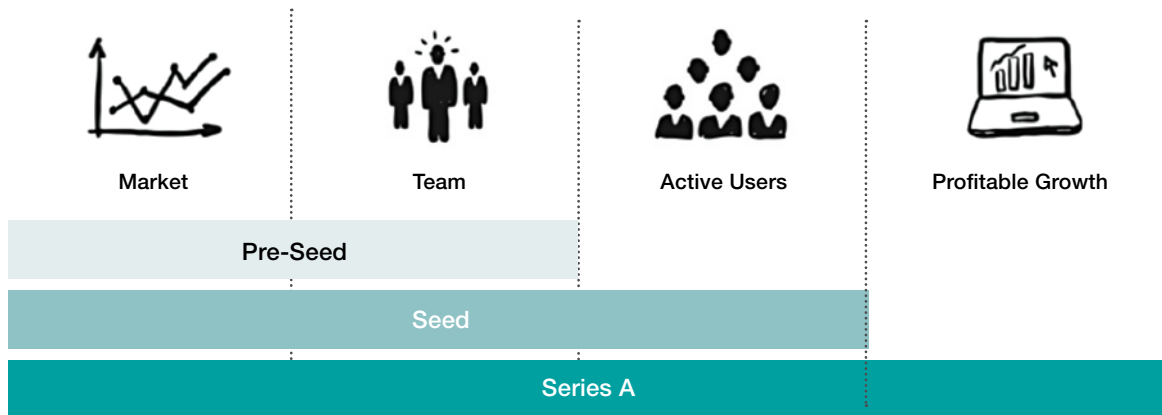 Market
Team
Active Users
Profitable Growth
Pre-Seed
Seed
Series A